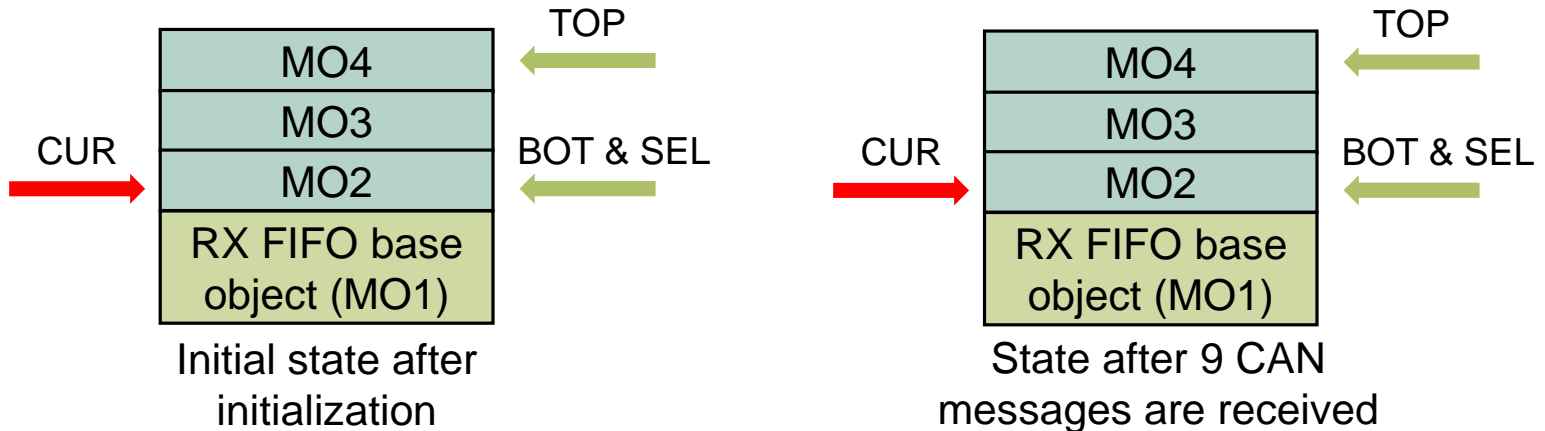 TOP
MO4
MO3
CUR
BOT & SEL
MO2
RX FIFO base
object (MO1)
Initial state after
initialization
TOP
MO4
MO3
CUR
BOT & SEL
MO2
RX FIFO base
object (MO1)
State after 9 CAN
messages are received